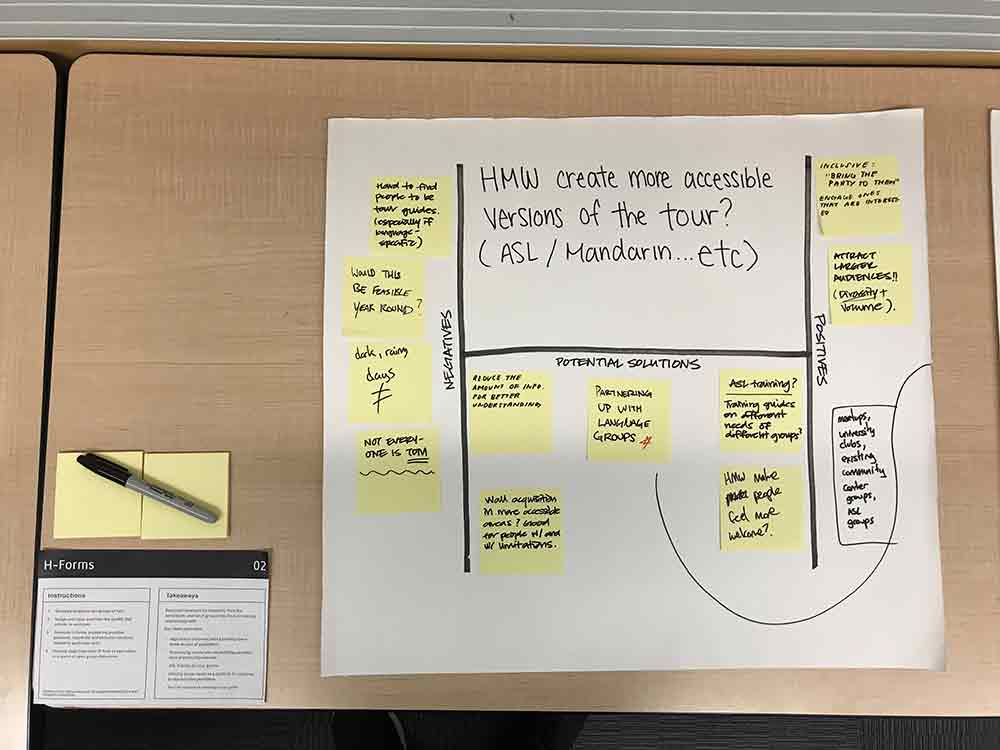 HMW create more accessible
versions of the tour?
(ASL / Mandarin... etc)
NEGATIVES
Hard to find
people to be
tour guides.
(especially if
language-
specific)
WOULD THIS
BE FEASIBLE
YEAR ROUND?
dark, rainy
days
≠
NOT EVERY-
ONE IS TOM
POTENTIAL SOLUTIONS
REDUCE THE
AMOUNT OF INFO.
FOR BETTER
UNDERSTANDING
PARTNERING
UP WITH
LANGUAGE
GROUPS
ASL training?
Training guides
on different
needs of
different groups?
Wall acquisition
in more accessible
areas? Good
for people w/ and
w/ limitations.
HMW make
people
feel more
welcome?
POSITIVES
INCLUSIVE:
"BRING THE
PARTY TO THEM"
ENGAGE ONES
THAT ARE INTEREST
ED
ATTRACT
LARGER
AUDIENCES!!
(Diversity +
Volume).
meetups,
university
clubs,
existing
community
center
groups,
ASL
groups
H-Forms 02
Instructions
Takeaways